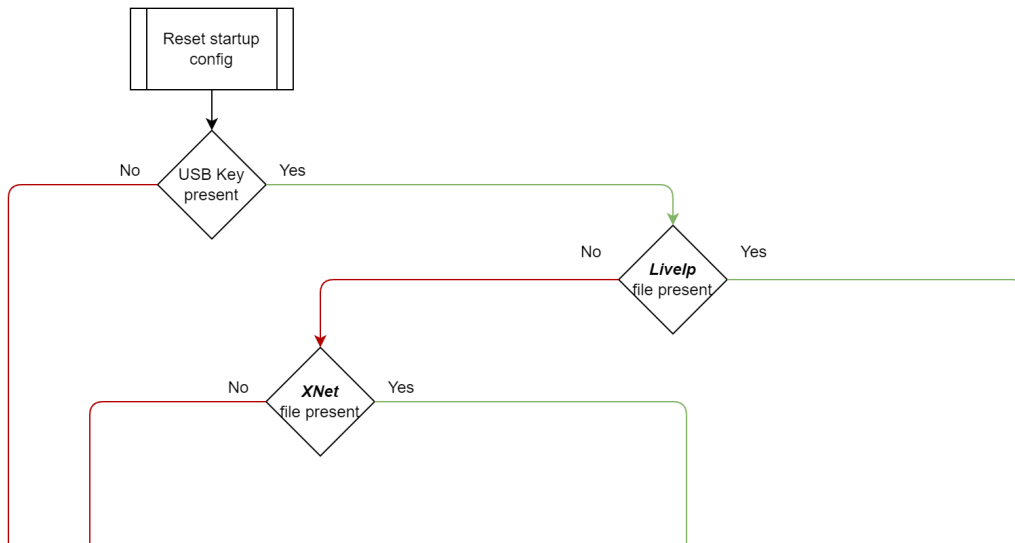 Reset startup
config
No
USB Key
present
Yes
No
LiveIp
file present
Yes
No
XNet
file present
Yes